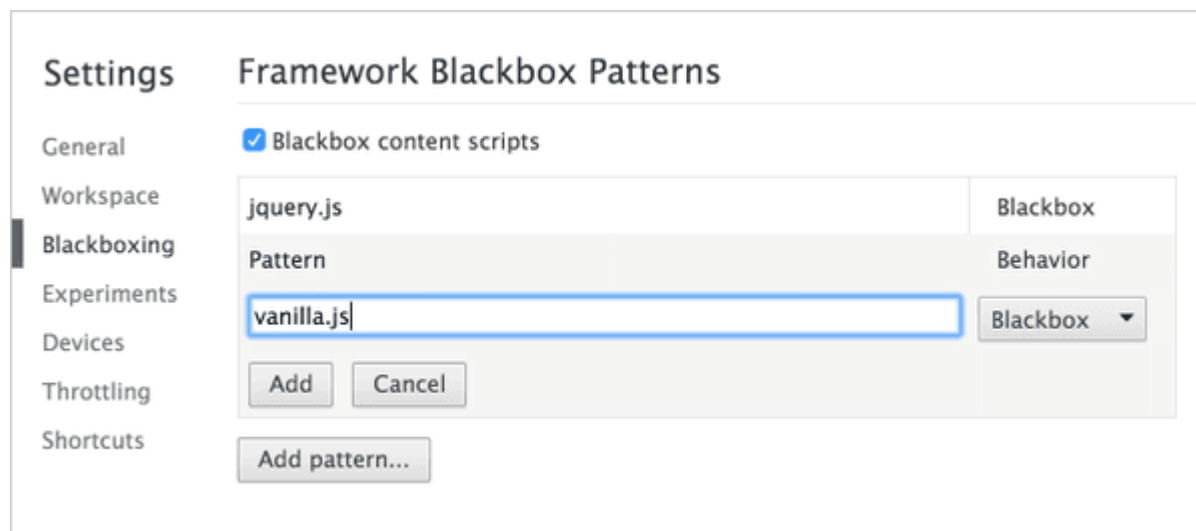 Settings
Framework Blackbox Patterns
General
Workspace
Blackboxing
Experiments
Devices
Throttling
Shortcuts
Blackbox content scripts
jquery.js Blackbox
Pattern Behavior
vanilla.js Blackbox
Add Cancel
Add pattern...